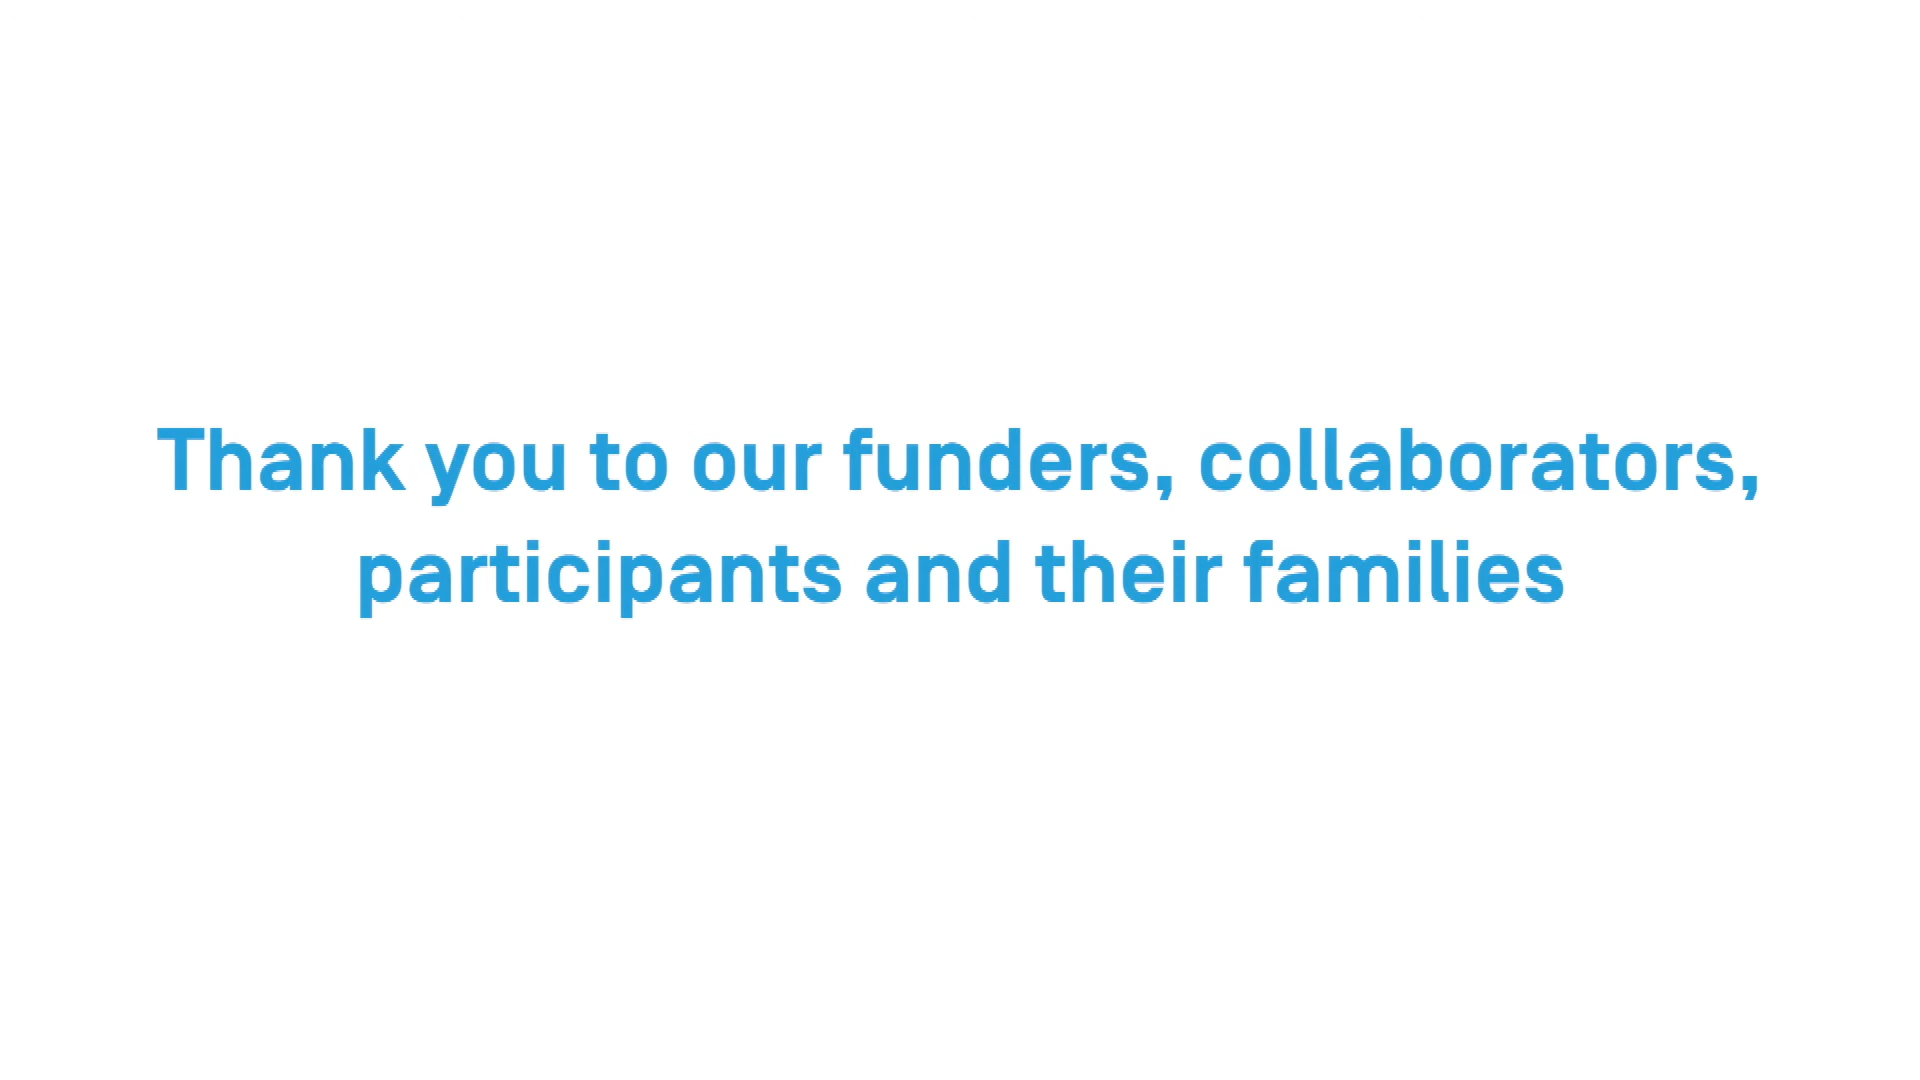 Thank you to our funders, collaborators,
participants and their families